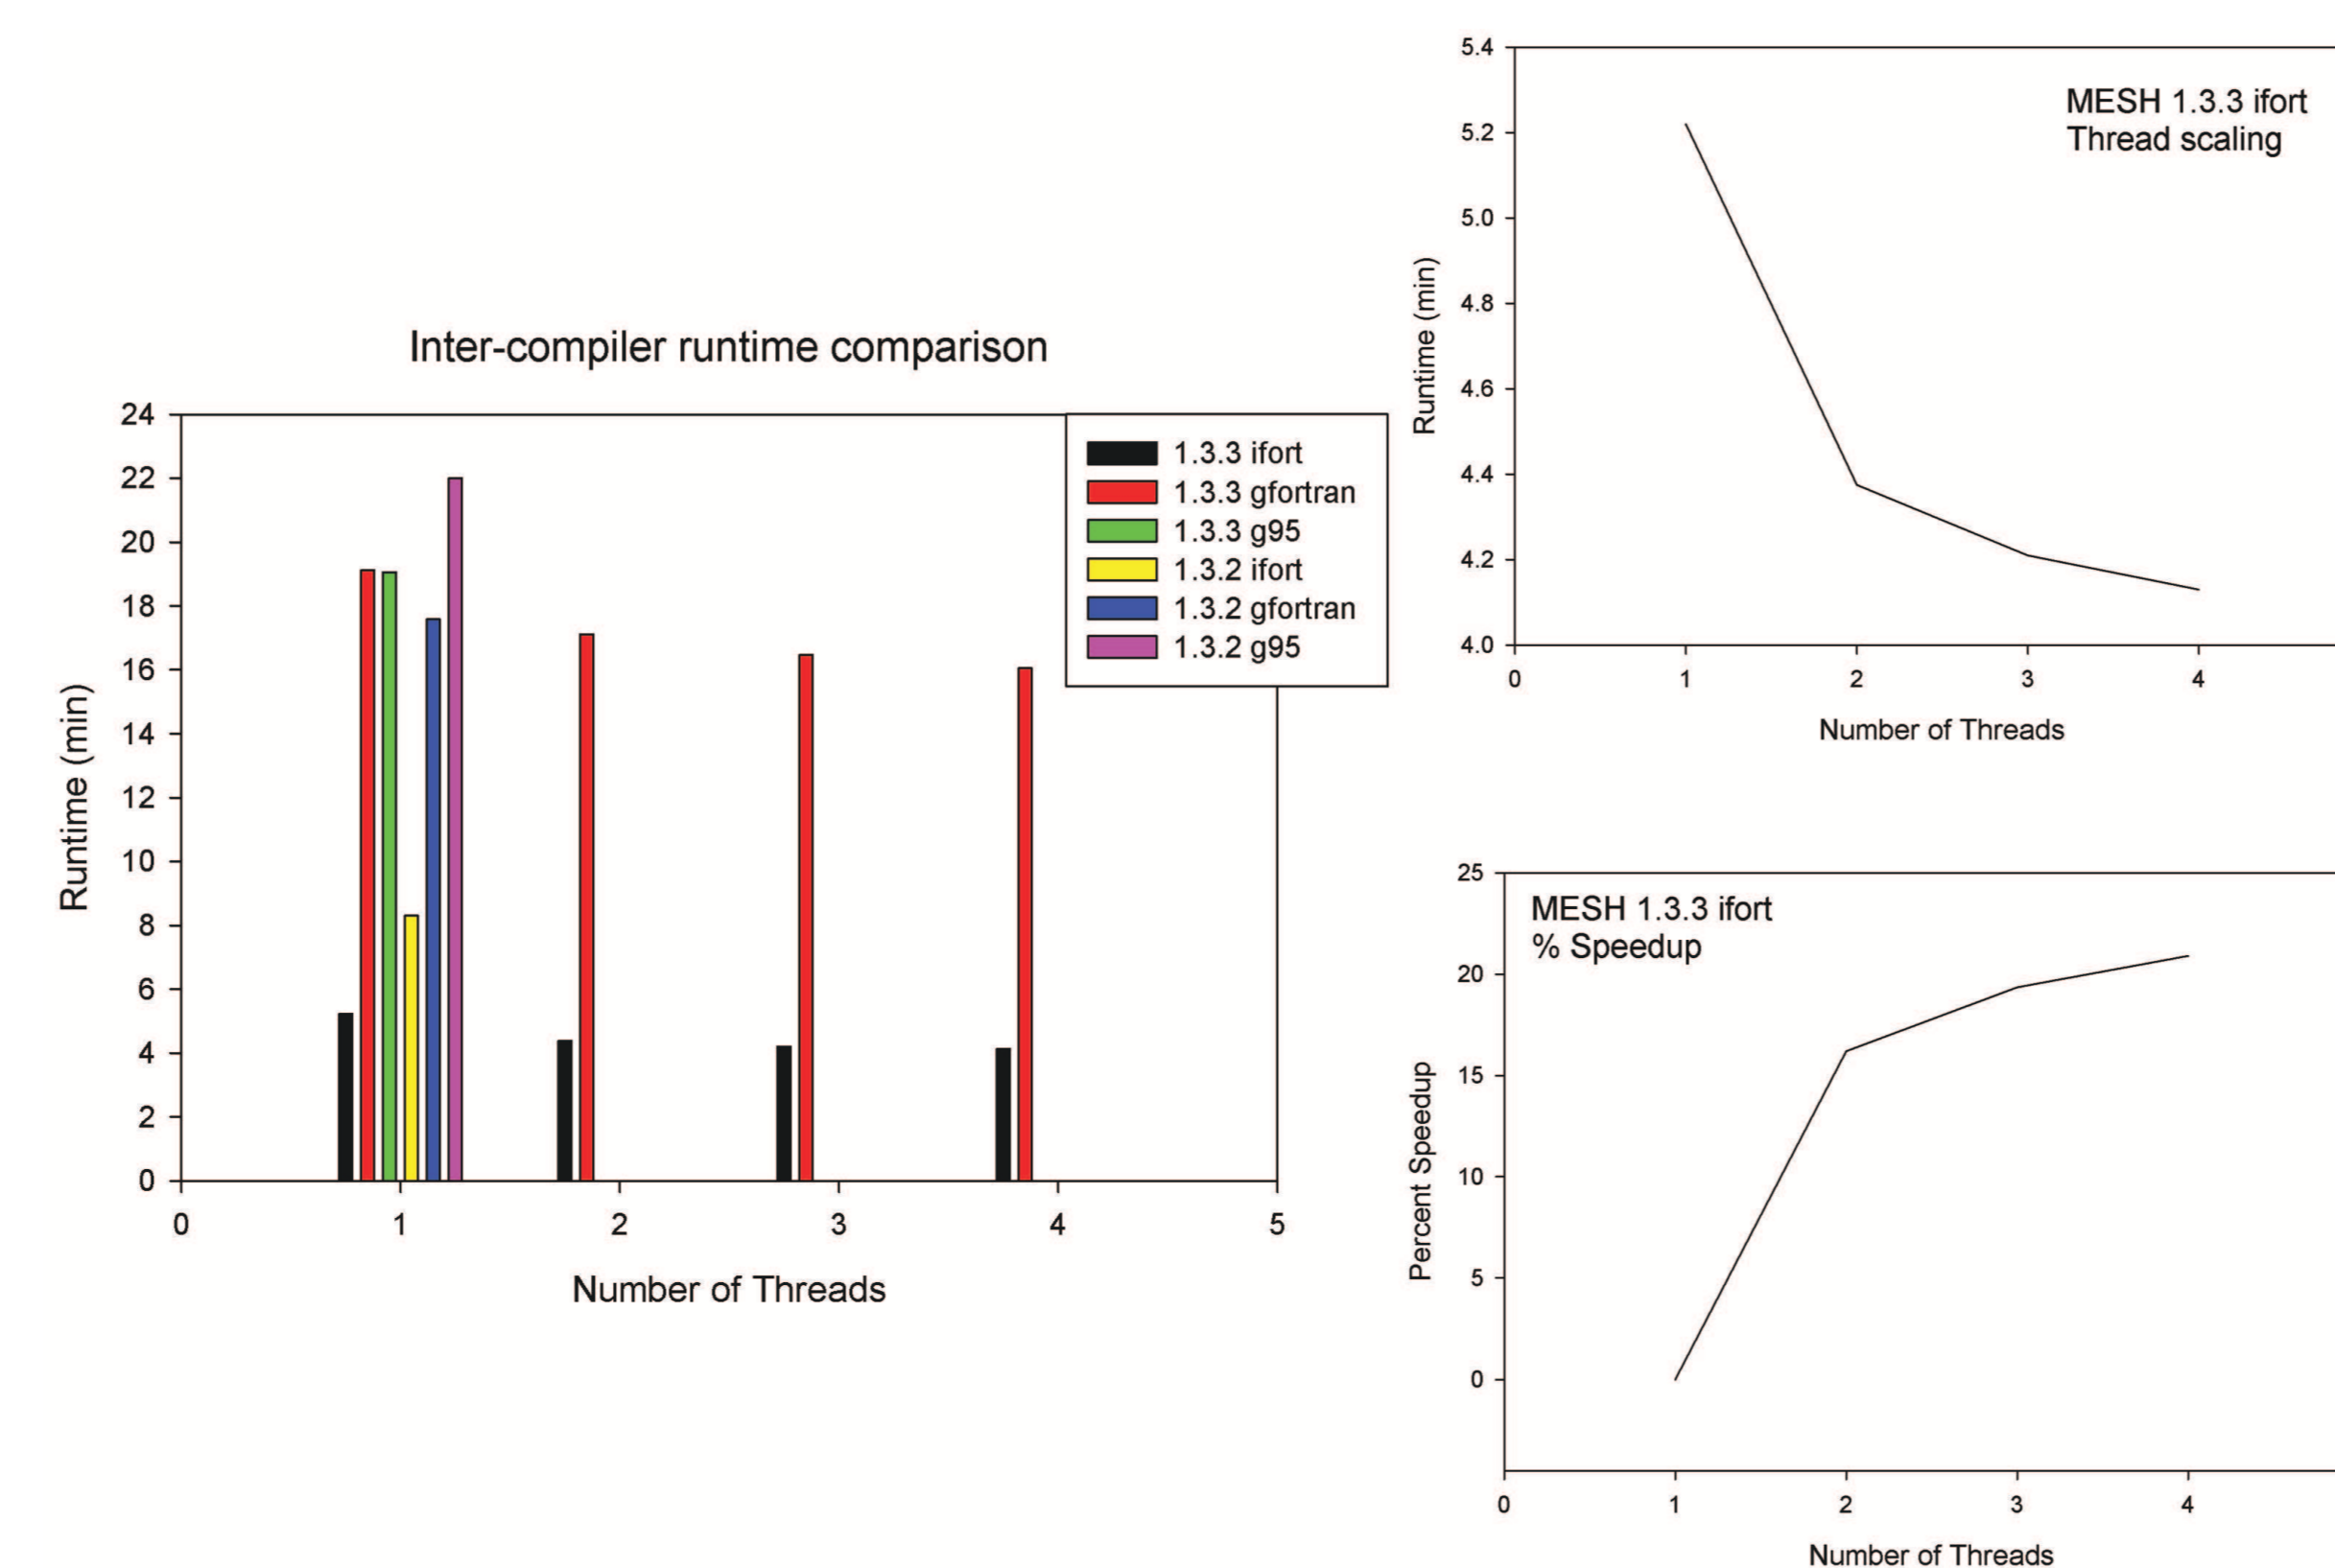 Inter-compiler runtime comparison
24
22
20
18
16
14
12
10
8
6
4
2
0
Runtime (min)
0 1 2 3 4 5
Number of Threads
1.3.3 ifort
1.3.3 gfortran
1.3.3 g95
1.3.2 ifort
1.3.2 gfortran
1.3.2 g95
5.4
5.2
5.0
4.8
4.6
4.4
4.2
4.0
Runtime (min)
MESH 1.3.3 ifort
Thread scaling
0 1 2 3 4
Number of Threads
25
20
15
10
5
0
Percent Speedup
MESH 1.3.3 ifort
% Speedup
0 1 2 3 4
Number of Threads